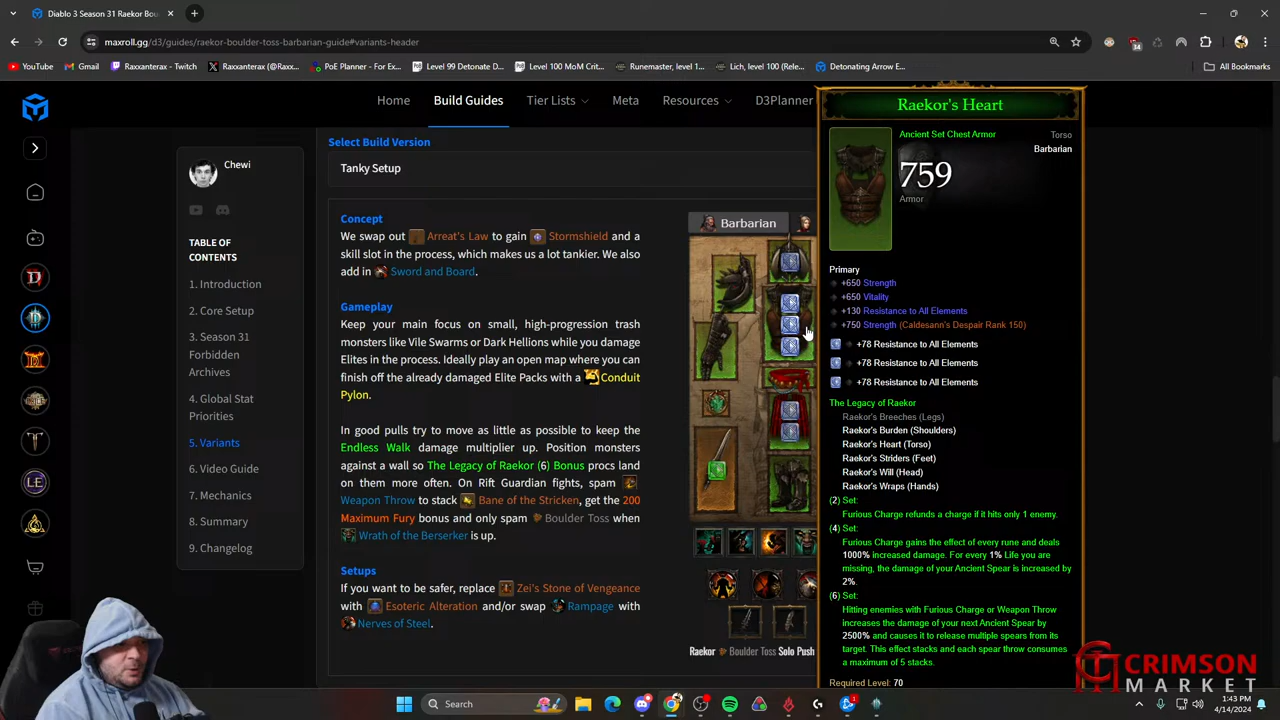 Diablo 3 Season 31 Raekor Bou
maxroll.gg/d3/guides/raekor-boulder-toss-barbarian-guide#variants-header
YouTube
Gmail
Raxxanterax - Twitch
Raxxanterax (@Raxx...
PoE Planner - For Ex...
Level 99 Detonate D...
Level 100 MoM Crit...
Runemaster, level 1...
Lich, level 100 (Rele...
Detonating Arrow
All Bookmarks
Home
Build Guides
Tier Lists
Meta
Resources
D3Planner
Chewi
TABLE OF
CONTENTS
1. Introduction
2. Core Setup
3. Season 31
Forbidden
Archives
4. Global Stat
Priorities
5. Variants
6. Video Guide
7. Mechanics
8. Summary
9. Changelog
Select Build Version
Tanky Setup
Concept
We swap out Arreat's Law to gain Stormshield and a
skill slot in the process, which makes us a lot tankier. We also
add in Sword and Board.
Gameplay
Keep your main focus on small, high-progression trash
monsters like Vile Swarms or Dark Hellions while you damage
Elites in the process. Ideally play an open map where you can
finish off the already damaged Elite Packs with a Conduit
Pylon.
In good pulls try to move as little as possible to keep the
Endless Walk damage multiplier up. Position monsters
against a wall so The Legacy of Raekor (6) Bonus procs land
on them more often. On Rift Guardian fights, spam
Weapon Throw to stack Bane of the Stricken, get the 200
Maximum Fury bonus and only spam Boulder Toss when
Wrath of the Berserker is up.
Setups
If you want to be safer, replace Zei's Stone of Vengeance
with Esoteric Alteration and/or swap Rampage with
Nerves of Steel.
Barbarian
Raekor Boulder Toss Solo Push
Raekor's Heart
Ancient Set Chest Armor
Torso
Barbarian
759
Armor
Primary
+650 Strength
+650 Vitality
+130 Resistance to All Elements
+750 Strength (Caldesann's Despair Rank 150)
+78 Resistance to All Elements
+78 Resistance to All Elements
+78 Resistance to All Elements
The Legacy of Raekor
Raekor's Breeches (Legs)
Raekor's Burden (Shoulders)
Raekor's Heart (Torso)
Raekor's Striders (Feet)
Raekor's Will (Head)
Raekor's Wraps (Hands)
(2) Set:
Furious Charge refunds a charge if it hits only 1 enemy.
(4) Set:
Furious Charge gains the effect of every rune and deals
1000% increased damage. For every 1% Life you are
missing, the damage of your Ancient Spear is increased by
2%.
(6) Set:
Hitting enemies with Furious Charge or Weapon Throw
increases the damage of your next Ancient Spear by
2500% and causes it to release multiple spears from its
target. This effect stacks and each spear throw consumes
a maximum of 5 stacks.
Required Level: 70
CRIMSON
MARKET
Search
1:43 PM
4/14/2024